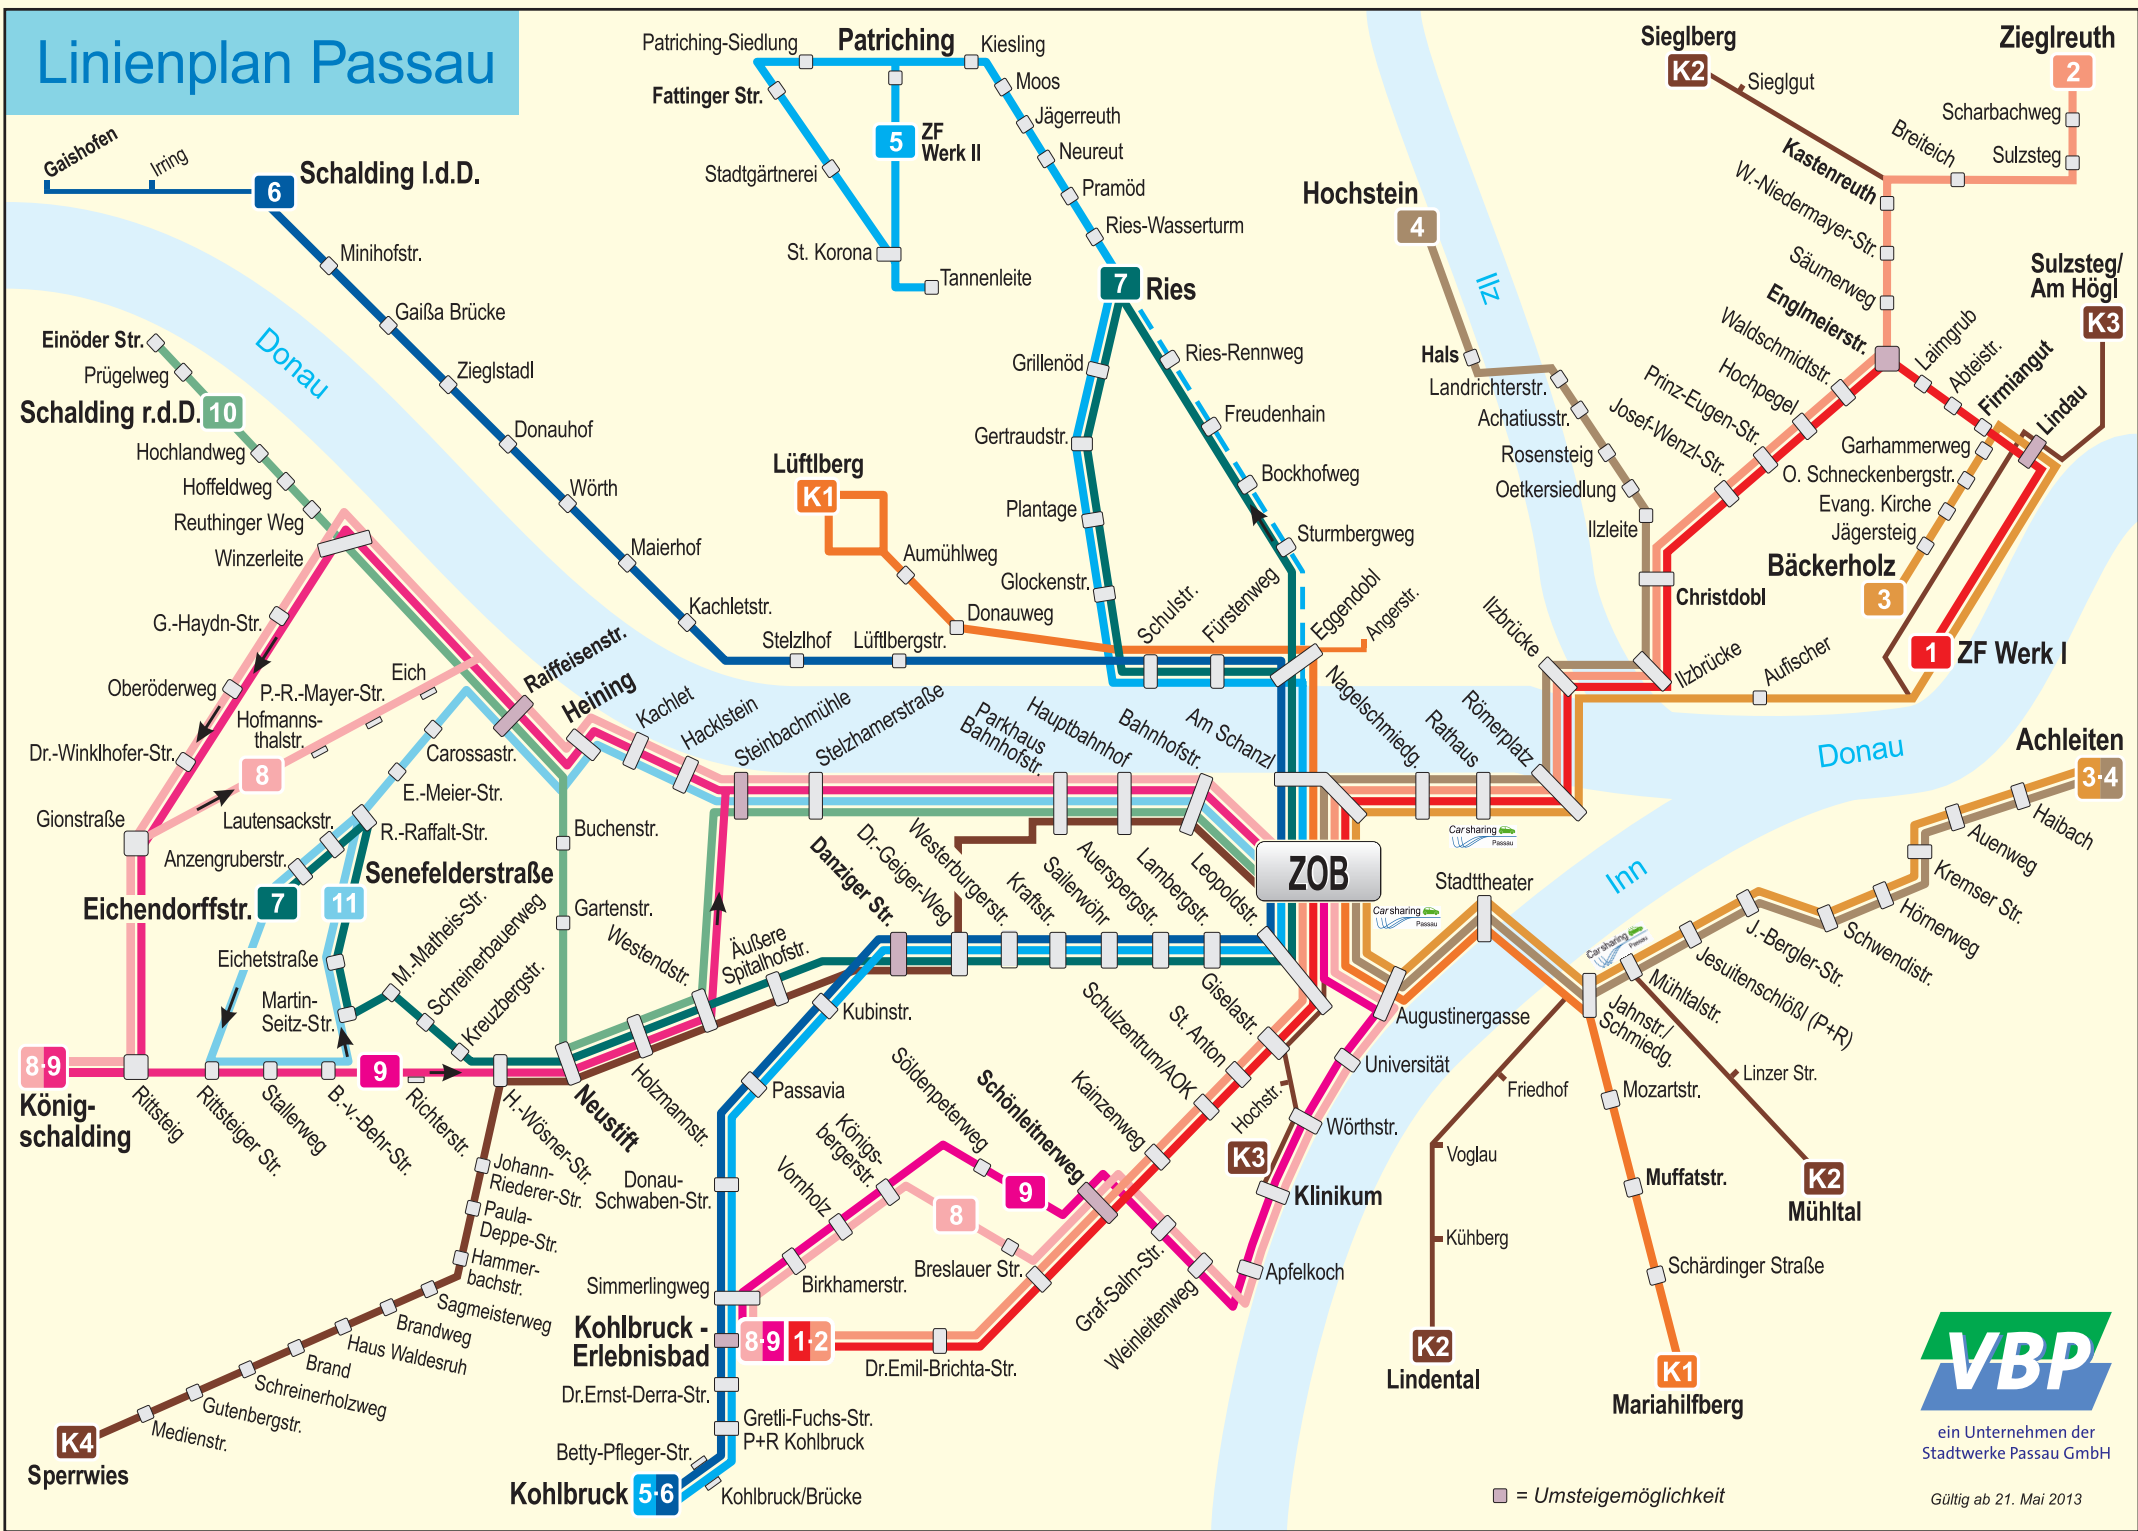 Linienplan Passau
Gaishofen
Irring
6
Schalding l.d.D.
Minihofstr.
Gaißa Brücke
Zieglstadl
Donauhof
Wörth
Maierhof
Kachletstr.
Stelzlhof
Lüftlbergstr.
Donau
Patriching-Siedlung
Patriching
Kiesling
Fattinger Str.
Moos
Jägerreuth
5
ZF
Werk II
Neureut
Stadtgärtnerei
Pramöd
Ries-Wasserturm
St. Korona
Tannenleite
7
Ries
Grillenöd
Ries-Rennweg
Gertraudstr.
Freudenhain
Plantage
Bockhofweg
Glockenstr.
Sturmbergweg
Schulstr.
Fürstenweg
Eggendobl
Angerstr.
Lüftlberg
K1
Aumühlweg
Donauweg
Hochstein
4
Ilz
Hals
Landrichterstr.
Achatiusstr.
Rosensteig
Oetkersiedlung
Ilzleite
Christdobl
Ilzbrücke
Ilzbrücke
Aufischer
Sieglberg
K2
Sieglgut
Zieglreuth
2
Scharbachweg
Sulzsteg
Breiteich
Kastenreuth
W.-Niedermayer-Str.
Säumerweg
Englmeierstr.
Waldschmidtstr.
Hochpegel
Prinz-Eugen-Str.
Josef-Wenzl-Str.
Laimgrub
Abteistr.
Firmiangut
Lindau
Sulzsteg/
Am Högl
K3
Garhammerweg
O. Schneckenbergstr.
Evang. Kirche
Jägersteig
Bäckerholz
3
1
ZF Werk I
Einöder Str.
Prügelweg
Schalding r.d.D.
10
Hochlandweg
Hoffeldweg
Reuthinger Weg
Winzerleite
G.-Haydn-Str.
Oberöderweg
Dr.-Winklhofer-Str.
Gionstraße
Eich
P.-R.-Mayer-Str.
Hofmanns-
thalstr.
8
Raiffeisenstr.
Heining
Kachlet
Hacklstein
Steinbachmühle
Stelzhamerstraße
Parkhaus
Bahnhofstr.
Hauptbahnhof
Bahnhofstr.
Am Schanzl
Nagelschmiedg.
Rathaus
Römerplatz
Carossastr.
E.-Meier-Str.
R.-Raffalt-Str.
Lautensackstr.
Anzengruberstr.
Eichendorffstr.
7
11
Senefelderstraße
Eichetstraße
Martin-
Seitz-Str.
M.-Matheis-Str.
Schreinerbauerweg
Kreuzbergstr.
Buchenstr.
Gartenstr.
Westendstr.
Äußere
Spitalhofstr.
Danziger Str.
Dr.-Geiger-Weg
Westerburgerstr.
Kraftstr.
Sailerwöhr
Auerspergstr.
Lambergstr.
Leopoldstr.
ZOB
Carsharing
Passau
Carsharing
Passau
Carsharing
Passau
Stadttheater
Inn
Donau
Achleiten
3·4
Haibach
Auenweg
Kremser Str.
Hörnerweg
Schwendistr.
J.-Bergler-Str.
Jesuitenschlößl (P+R)
Mühltalstr.
Jahnstr./
Schmiedg.
Augustinergasse
Universität
Wörthstr.
Klinikum
Apfelkoch
8·9
König-
schalding
Rittsteig
Rittsteiger Str.
Stallerweg
B.-v.-Behr-Str.
9
Richterstr.
H.-Wösner-Str.
Neustift
Holzmannstr.
Johann-
Riederer-Str.
Paula-
Deppe-Str.
Hammer-
bachstr.
Sagmeisterweg
Brandweg
Haus Waldesruh
Brand
Schreinerholzweg
Gutenbergstr.
Medienstr.
K4
Sperrwies
Kubinstr.
Passavia
Donau-
Schwaben-Str.
Simmerlingweg
Kohlbruck -
Erlebnisbad
8·9
1·2
Dr.Ernst-Derra-Str.
Gretli-Fuchs-Str.
P+R Kohlbruck
Betty-Pfleger-Str.
Kohlbruck
5·6
Kohlbruck/Brücke
Söldenpeterweg
Königs-
bergerstr.
Vornholz
Birkhamerstr.
9
8
Breslauer Str.
Dr.Emil-Brichta-Str.
Schönleitnerweg
Kainzenweg
Schulzentrum/AOK
St. Anton
Giselastr.
Hochstr.
K3
Graf-Salm-Str.
Weinleitenweg
Friedhof
Voglau
Kühberg
K2
Lindental
Mozartstr.
Muffatstr.
Schärdinger Straße
K1
Mariahilfberg
Linzer Str.
K2
Mühltal
VBP
ein Unternehmen der
Stadtwerke Passau GmbH
= Umsteigemöglichkeit
Gültig ab 21. Mai 2013